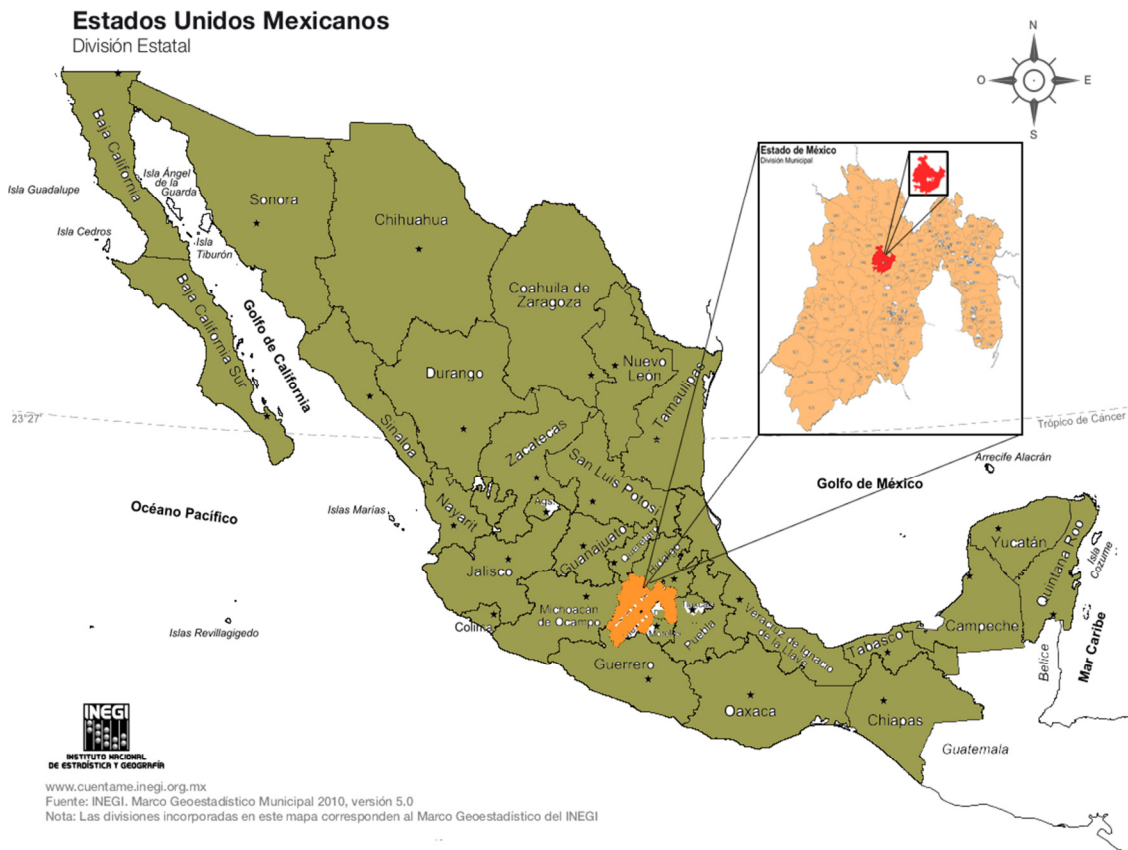 Estados Unidos Mexicanos
División Estatal
N
O
E
S
Estado de México
División Municipal
Baja California
Isla Ángel
de la
Guarda
Isla Guadalupe
Sonora
Chihuahua
Isla Cedros
Isla
Tiburón
Coahuila de
Zaragoza
Baja California Sur
Golfo de California
Nuevo
León
Durango
Tamaulipas
23°27'
Trópico de Cáncer
Sinaloa
Zacatecas
San Luis Potosí
Arrecife Alacrán
Golfo de México
Océano Pacífico
Islas Marías
Nayarit
Ags.
Guanajuato
Querétaro
Hidalgo
Yucatán
Quintana Roo
Isla
Cozume
Jalisco
Michoacán
de Ocampo
Colima
Islas Revillagigedo
Puebla
Veracruz de Ignacio
de la Llave
Tabasco
Campeche
Belice
Mar Caribe
Guerrero
Oaxaca
Chiapas
Guatemala
INEGI
INSTITUTO NACIONAL
DE ESTADÍSTICA Y GEOGRAFÍA
www.cuentame.inegi.org.mx
Fuente: INEGI. Marco Geoestadístico Municipal 2010, versión 5.0
Nota: Las divisiones incorporadas en este mapa corresponden al Marco Geoestadístico del INEGI